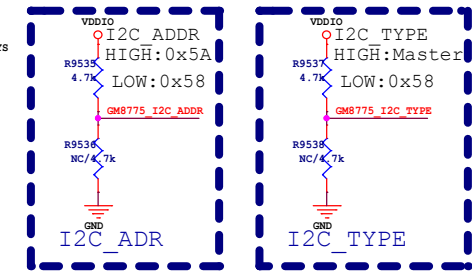 VDDIO
I2C_ADDR
HIGH:0x5A
R9535
4.7k
LOW:0x58
GM8775_I2C_ADDR
R9536
NC/4.7k
GND
I2C_ADR
VDDIO
I2C_TYPE
HIGH:Master
R9537
4.7k
LOW:0x58
GM8775_I2C_TYPE
R9538
NC/4.7k
GND
I2C_TYPE